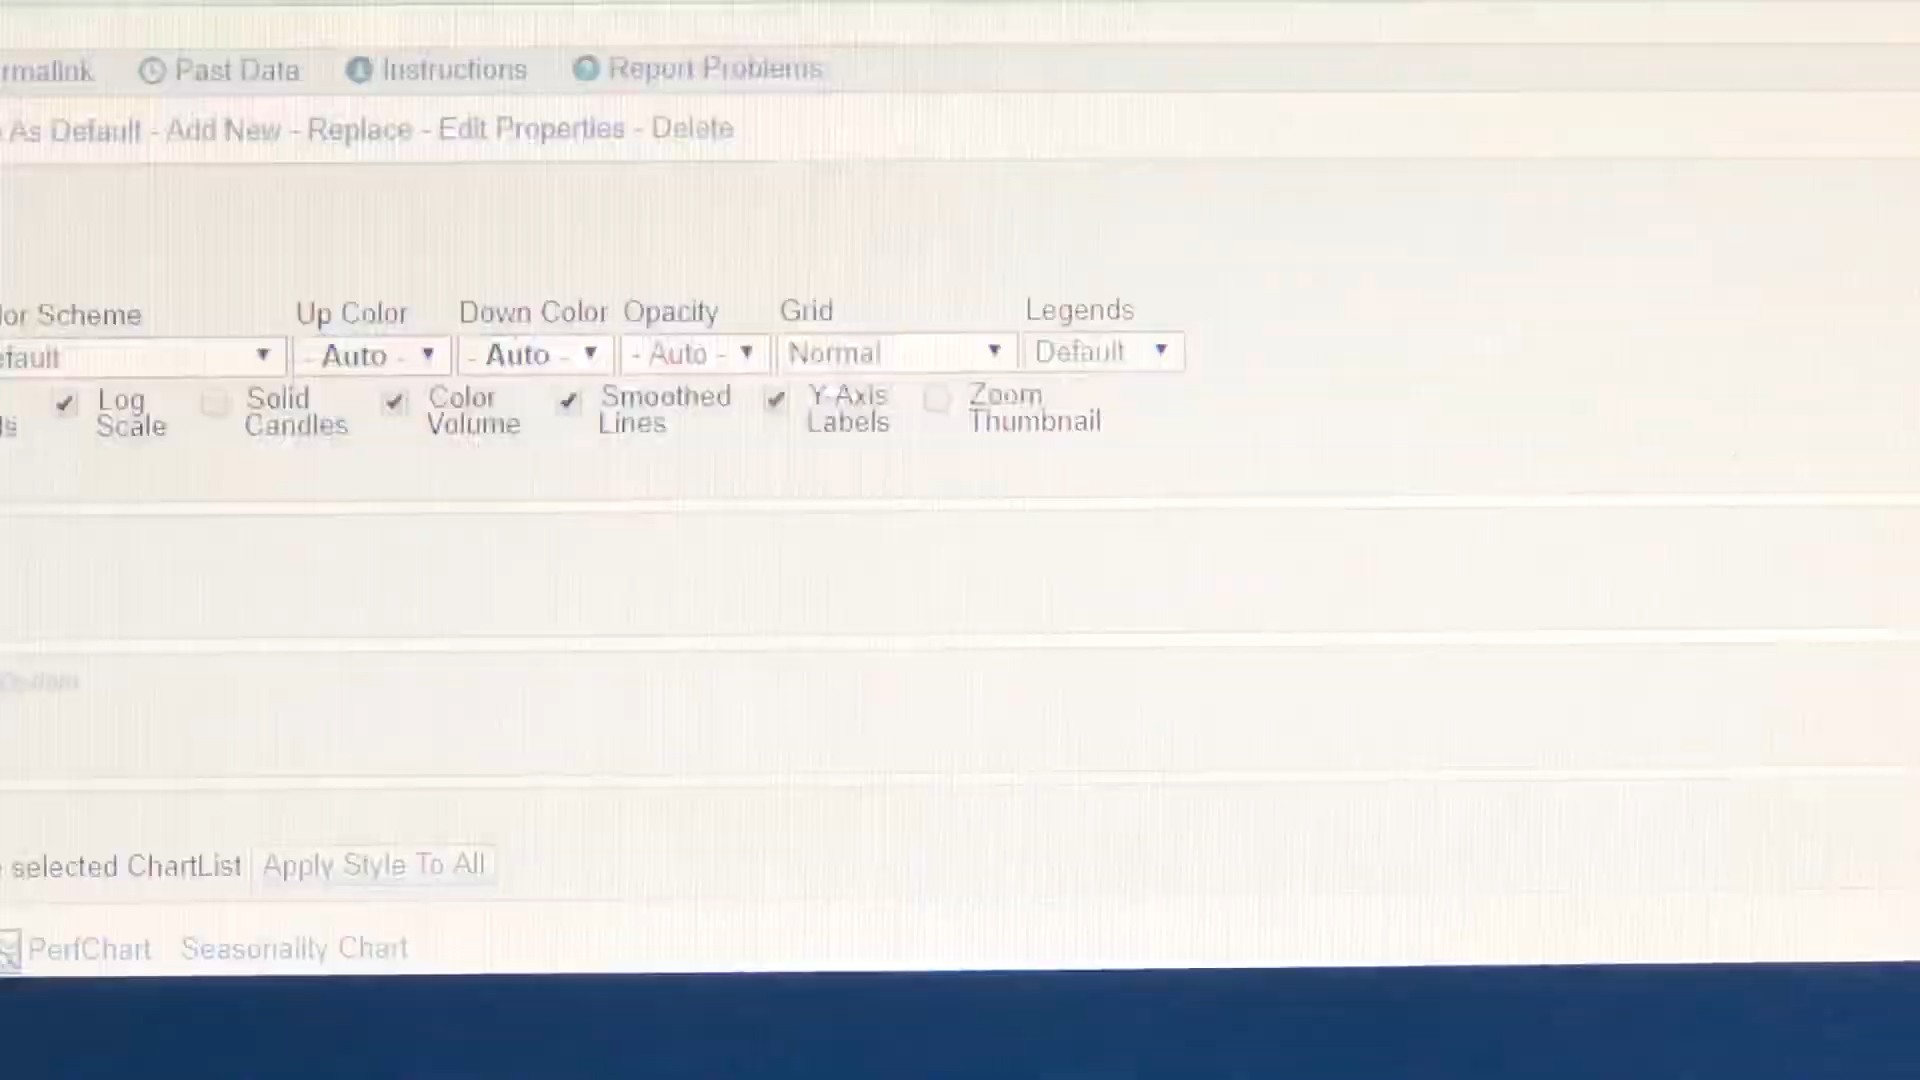 rmalink Past Data Instructions Report Problems
As Default - Add New - Replace - Edit Properties - Delete
lor Scheme Up Color Down Color Opacity Grid Legends
efault - Auto - - Auto - - Auto - Normal Default
ls Log Scale Solid Candles Color Volume Smoothed Lines Y-Axis Labels Zoom Thumbnail
selected ChartList Apply Style To All
PerfChart Seasonality Chart